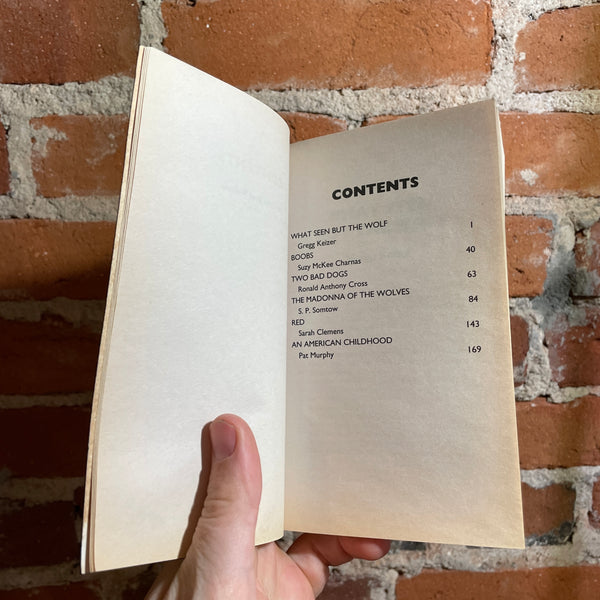 CONTENTS
WHAT SEEN BUT THE WOLF 1
Gregg Keizer
BOOBS 40
Suzy McKee Charnas
TWO BAD DOGS 63
Ronald Anthony Cross
THE MADONNA OF THE WOLVES 84
S. P. Somtow
RED 143
Sarah Clemens
AN AMERICAN CHILDHOOD 169
Pat Murphy